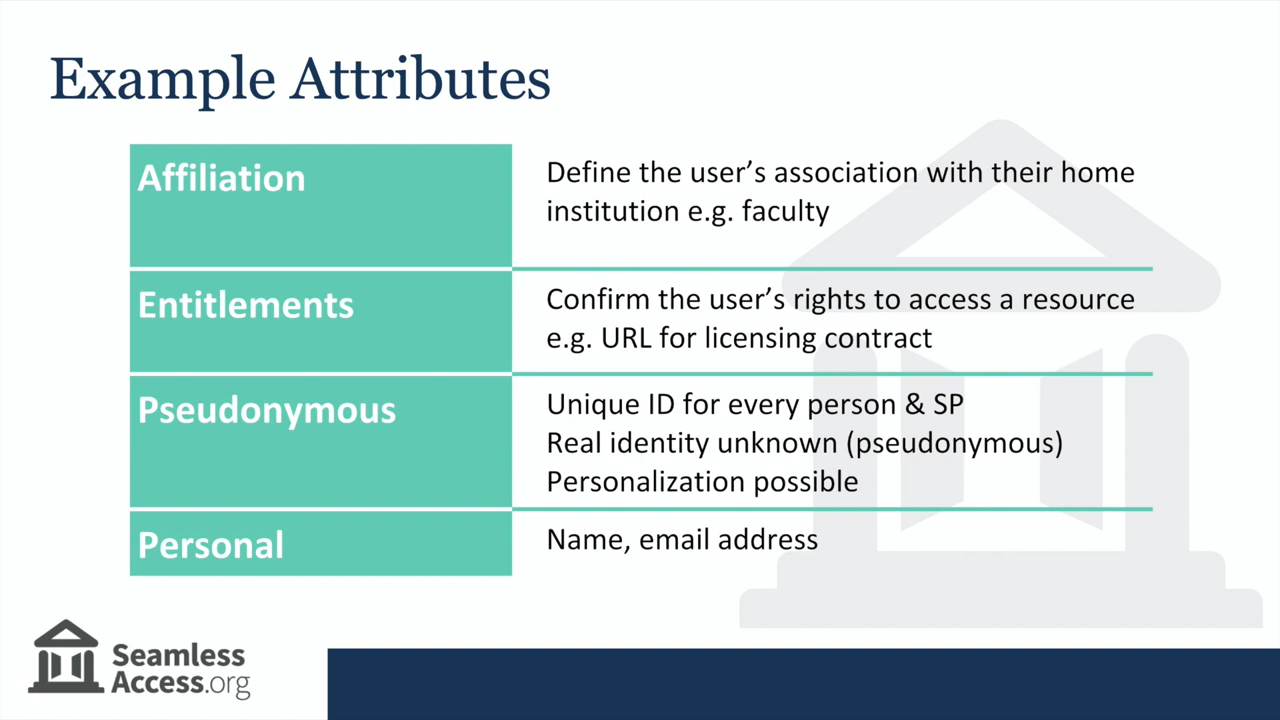 Example Attributes
Affiliation
Define the user’s association with their home
institution e.g. faculty
Entitlements
Confirm the user’s rights to access a resource
e.g. URL for licensing contract
Pseudonymous
Unique ID for every person & SP
Real identity unknown (pseudonymous)
Personalization possible
Personal
Name, email address
Seamless
Access.org